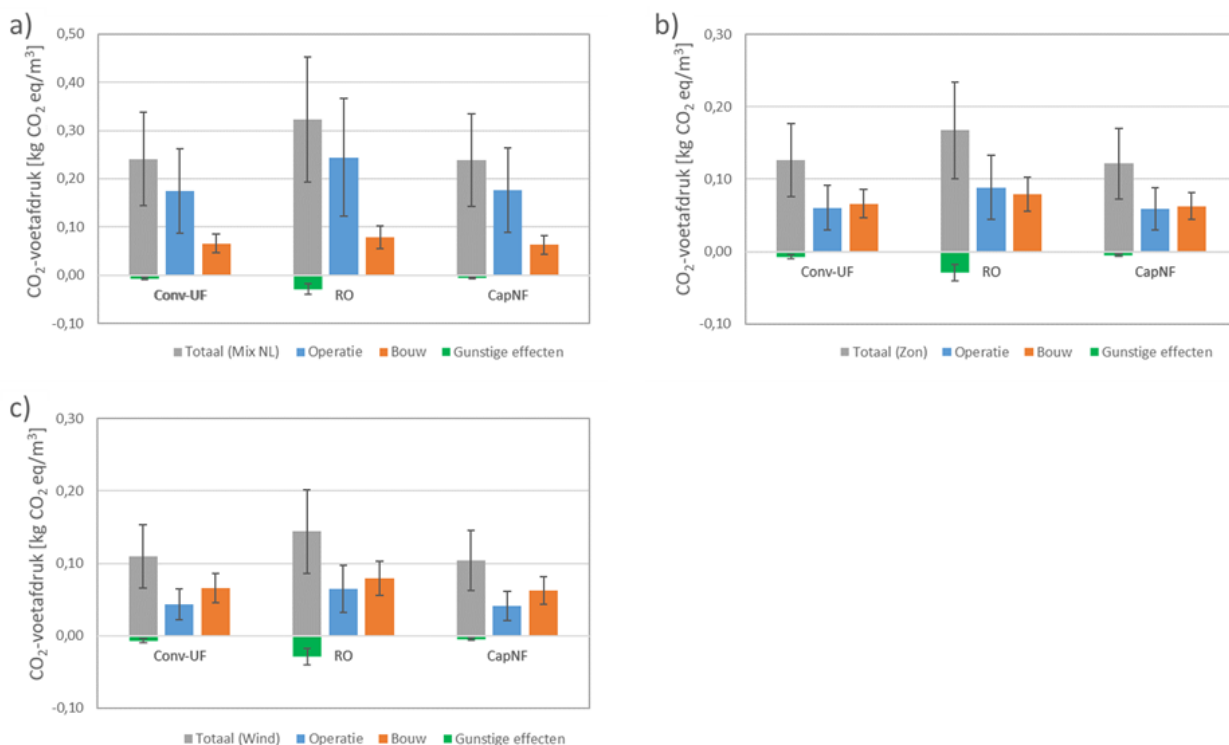 a)
CO₂-voetafdruk [kg CO₂ eq/m³]
0,50
0,40
0,30
0,20
0,10
0,00
-0,10
Conv-UF RO CapNF
Totaal (Mix NL) Operatie Bouw Gunstige effecten
b)
CO₂-voetafdruk [kg CO₂ eq/m³]
0,30
0,20
0,10
0,00
-0,10
Conv-UF RO CapNF
Totaal (Zon) Operatie Bouw Gunstige effecten
c)
CO₂-voetafdruk [kg CO₂ eq/m³]
0,30
0,20
0,10
0,00
-0,10
Conv-UF RO CapNF
Totaal (Wind) Operatie Bouw Gunstige effecten